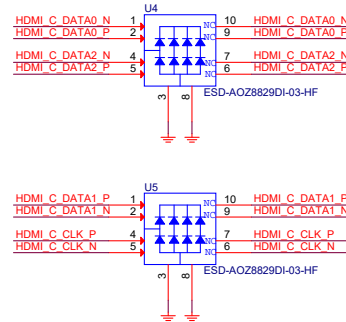 U4
HDMI_C_DATA0_N 1 NC 10 HDMI_C_DATA0_N
HDMI_C_DATA0_P 2 NC 9 HDMI_C_DATA0_P
HDMI_C_DATA2_N 4 NC 7 HDMI_C_DATA2_N
HDMI_C_DATA2_P 5 NC 6 HDMI_C_DATA2_P
ESD-AOZ8829DI-03-HF
3 8
U5
HDMI_C_DATA1_P 1 NC 10 HDMI_C_DATA1_P
HDMI_C_DATA1_N 2 NC 9 HDMI_C_DATA1_N
HDMI_C_CLK_P 4 NC 7 HDMI_C_CLK_P
HDMI_C_CLK_N 5 NC 6 HDMI_C_CLK_N
ESD-AOZ8829DI-03-HF
3 8